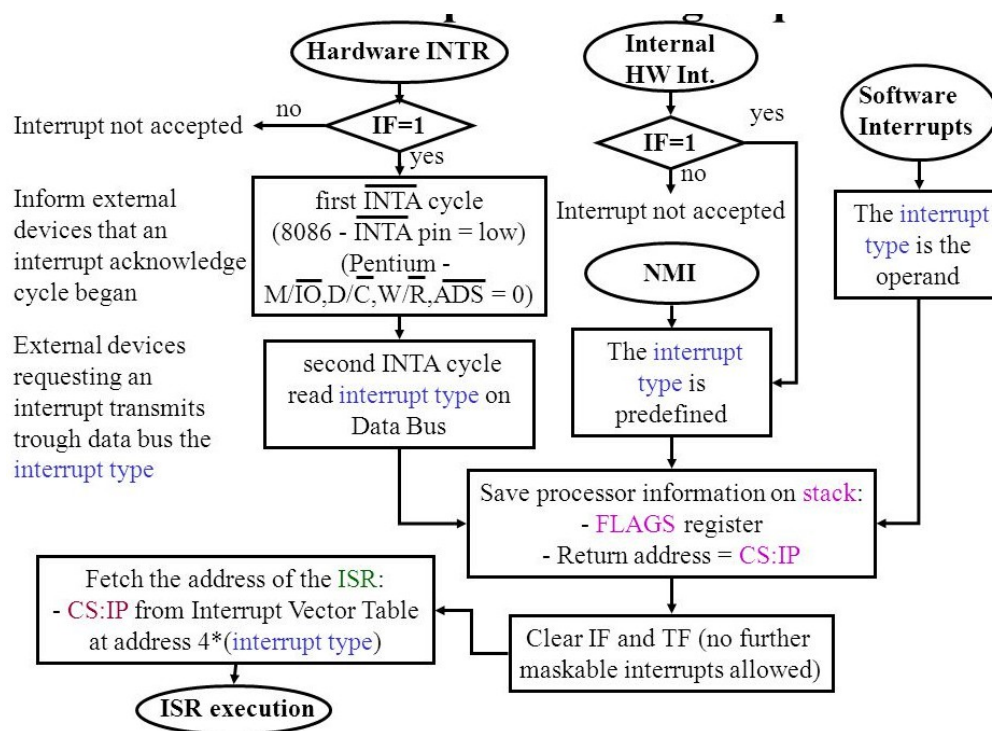 Hardware INTR
Internal
HW Int.
Software
Interrupts
Interrupt not accepted
no
IF=1
yes
IF=1
yes
no
Interrupt not accepted
Inform external
devices that an
interrupt acknowledge
cycle began
first I̅N̅T̅A̅ cycle
(8086 - I̅N̅T̅A̅ pin = low)
(Pentium -
M/I̅O̅,D/C̅,W/R̅,A̅D̅S̅ = 0)
The interrupt
type is the
operand
NMI
External devices
requesting an
interrupt transmits
trough data bus the
interrupt type
second INTA cycle
read interrupt type on
Data Bus
The interrupt
type is
predefined
Save processor information on stack:
- FLAGS register
- Return address = CS:IP
Fetch the address of the ISR:
- CS:IP from Interrupt Vector Table
at address 4*(interrupt type)
Clear IF and TF (no further
maskable interrupts allowed)
ISR execution